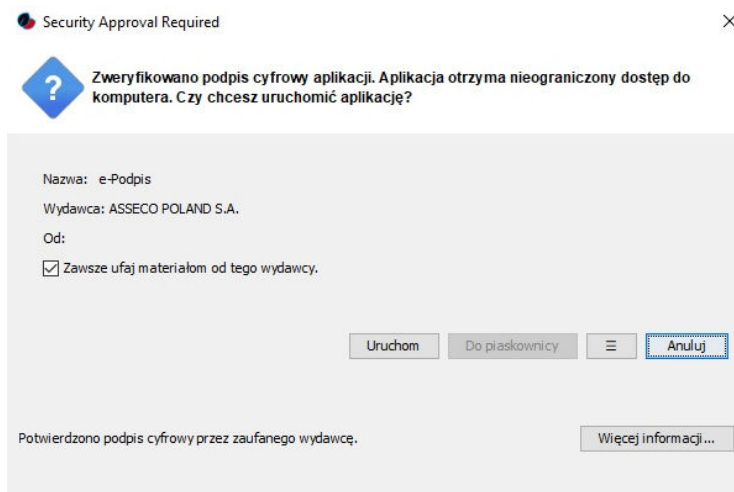 Security Approval Required
Zweryfikowano podpis cyfrowy aplikacji. Aplikacja otrzyma nieograniczony dostęp do
komputera. Czy chcesz uruchomić aplikację?
Nazwa: e-Podpis
Wydawca: ASSECO POLAND S.A.
Od:
Zawsze ufaj materiałom od tego wydawcy.
Uruchom Do piaskownicy Anuluj
Potwierdzono podpis cyfrowy przez zaufanego wydawcę. Więcej informacji...